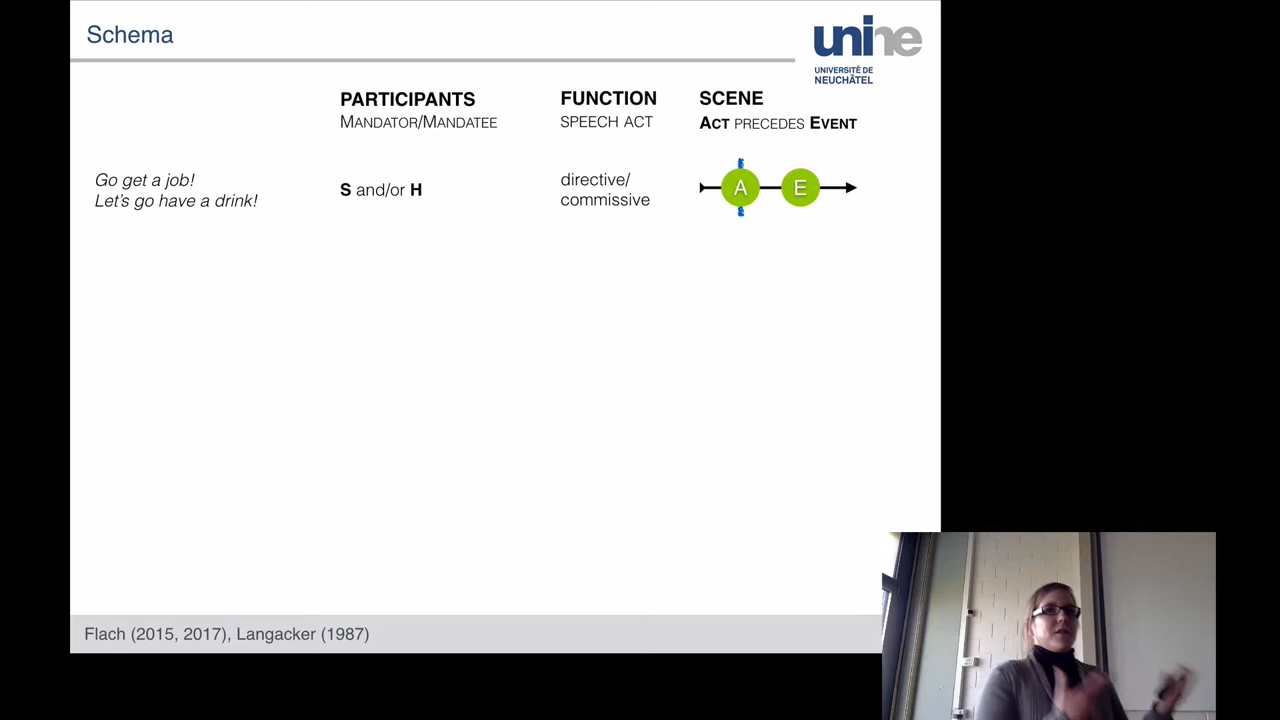 Schema
unine
UNIVERSITÉ DE
NEUCHÂTEL
PARTICIPANTS
MANDATOR/MANDATEE
FUNCTION
SPEECH ACT
SCENE
ACT PRECEDES EVENT
Go get a job!
Let's go have a drink!
S and/or H
directive/
commissive
A E
Flach (2015, 2017), Langacker (1987)